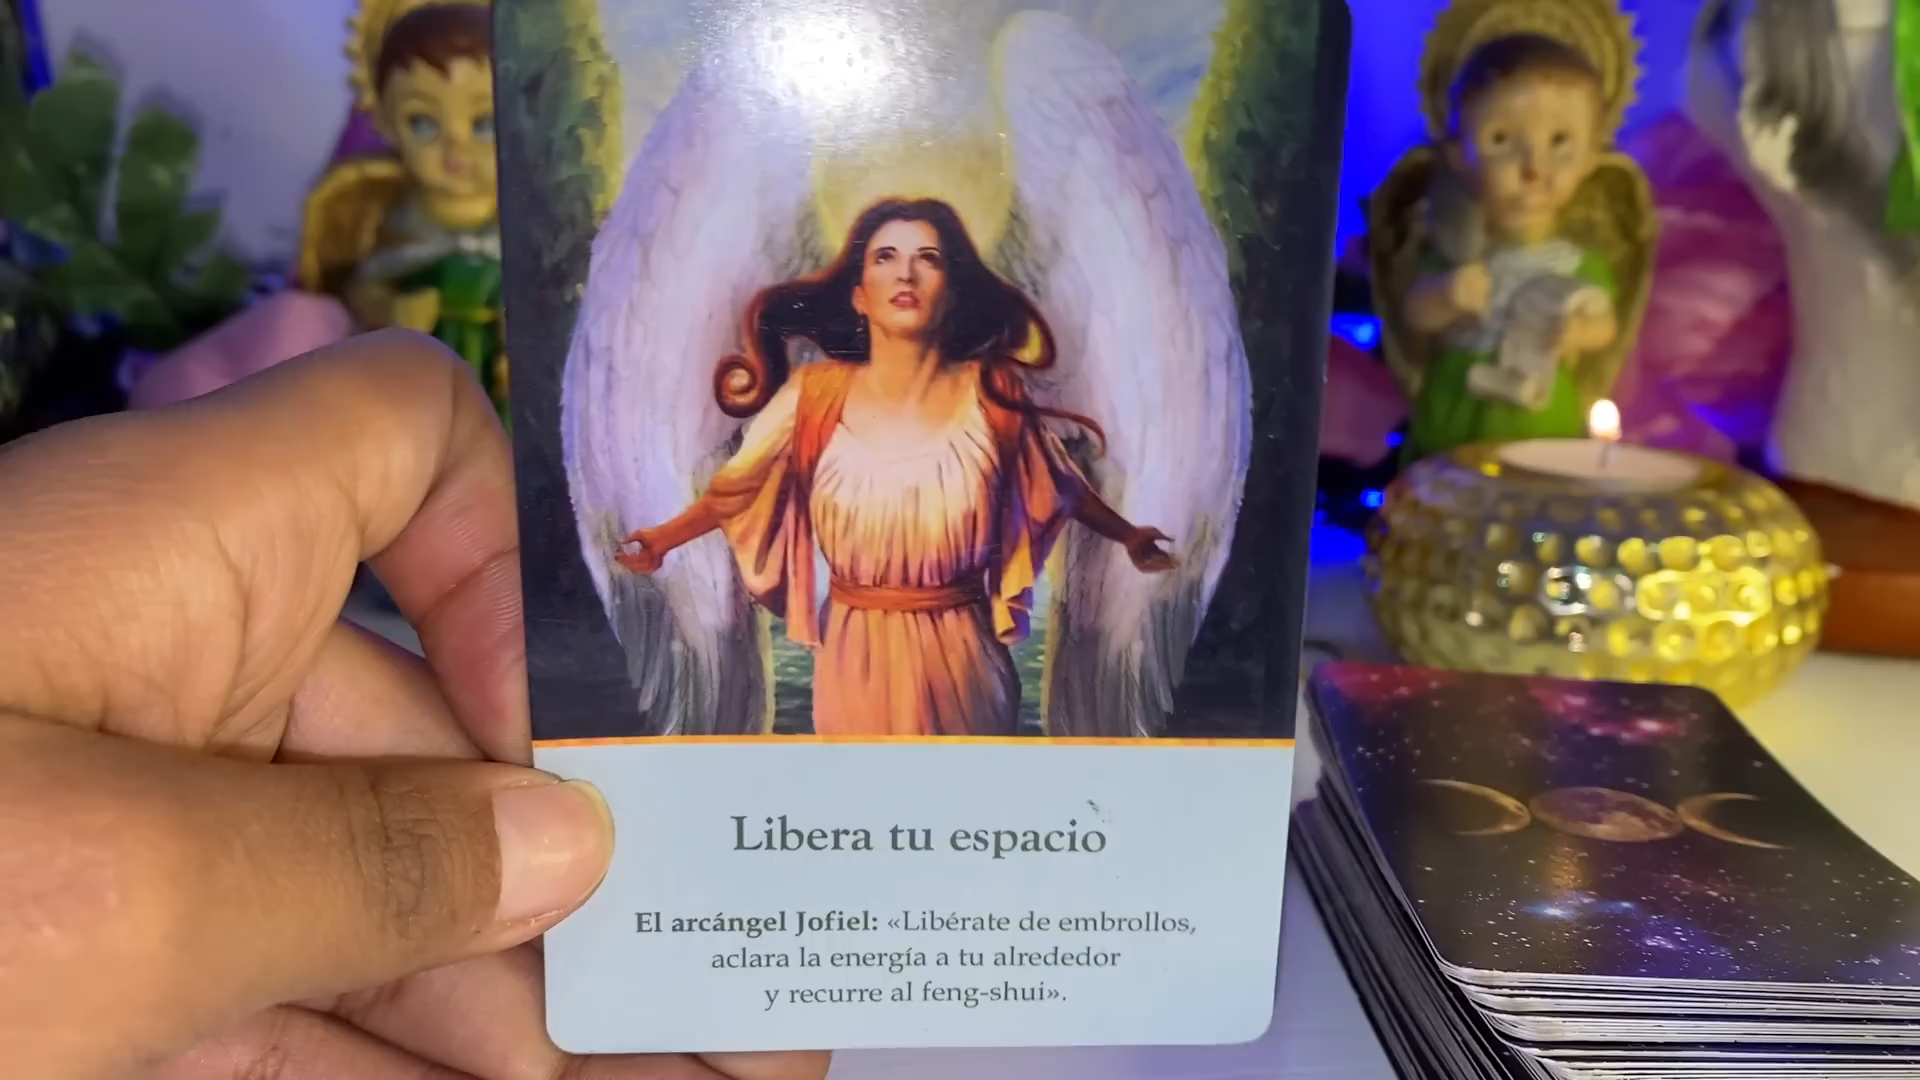 Libera tu espacio
El arcángel Jofiel: «Libérate de embrollos,
aclara la energía a tu alrededor
y recurre al feng-shui».